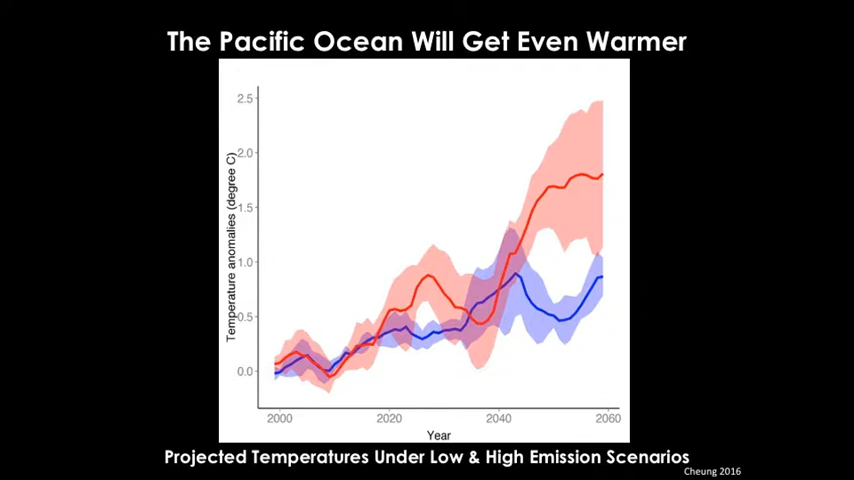 The Pacific Ocean Will Get Even Warmer
2.5
2.0
1.5
1.0
0.5
0.0
Temperature anomalies (degree C)
2000 2020 2040 2060
Year
Projected Temperatures Under Low & High Emission Scenarios
Cheung 2016